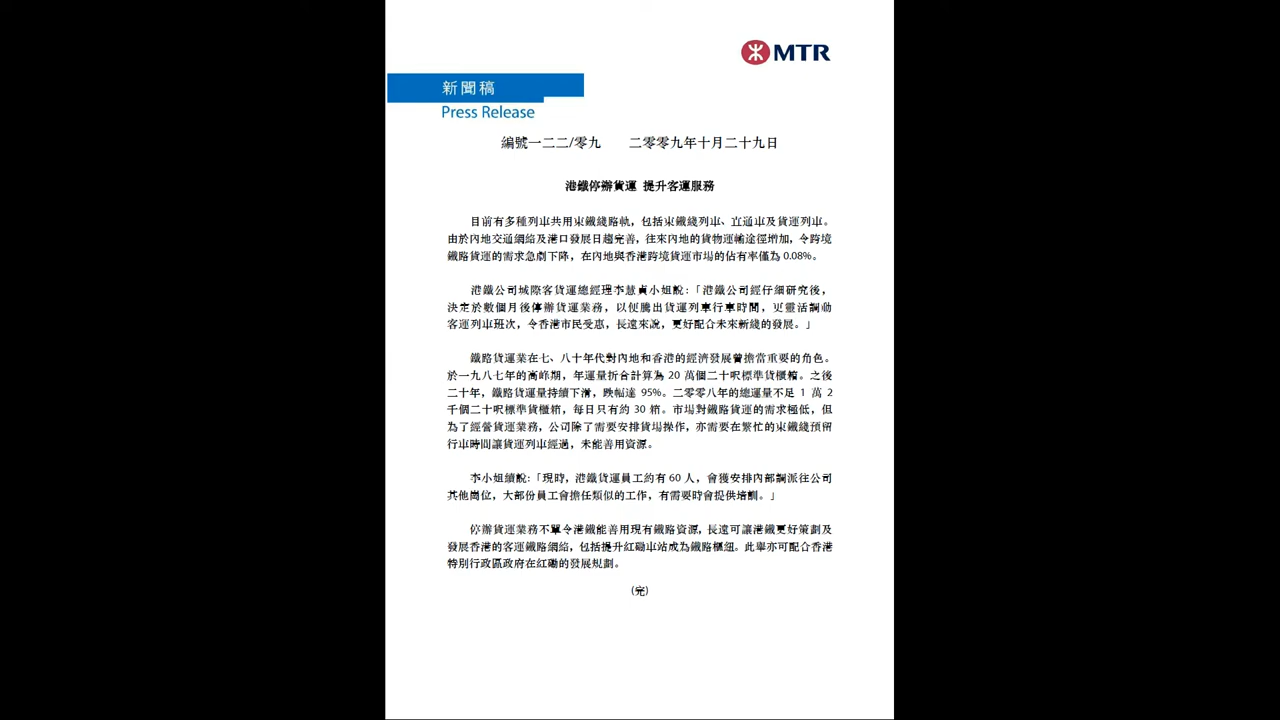 MTR
新聞稿
Press Release
編號一二二/零九 二零零九年十月二十九日
港鐵停辦貨運 提升客運服務
目前有多種列車共用東鐵綫路軌，包括東鐵綫列車、直通車及貨運列車。
由於內地交通網絡及港口發展日趨完善，往來內地的貨物運輸途徑增加，令跨境
鐵路貨運的需求急劇下降，在內地與香港跨境貨運市場的佔有率僅為 0.08%。
港鐵公司城際客貨運總經理李慧貞小姐說：「港鐵公司經仔細研究後，
決定於數個月後停辦貨運業務，以便騰出貨運列車行車時間，更靈活調動
客運列車班次，令香港市民受惠，長遠來說，更好配合未來新綫的發展。」
鐵路貨運業在七、八十年代對內地和香港的經濟發展曾擔當重要的角色。
於一九八七年的高峰期，年運量折合計算為 20 萬個二十呎標準貨櫃箱。之後
二十年，鐵路貨運量持續下滑，跌幅達 95%。二零零八年的總運量不足 1 萬 2
千個二十呎標準貨櫃箱，每日只有約 30 箱。市場對鐵路貨運的需求極低，但
為了經營貨運業務，公司除了需要安排貨場操作，亦需要在繁忙的東鐵綫預留
行車時間讓貨運列車經過，未能善用資源。
李小姐續說：「現時，港鐵貨運員工約有 60 人，會獲安排內部調派往公司
其他崗位，大部份員工會擔任類似的工作，有需要時會提供培訓。」
停辦貨運業務不單令港鐵能善用現有鐵路資源，長遠可讓港鐵更好策劃及
發展香港的客運鐵路網絡，包括提升紅磡車站成為鐵路樞紐。此舉亦可配合香港
特別行政區政府在紅磡的發展規劃。
(完)